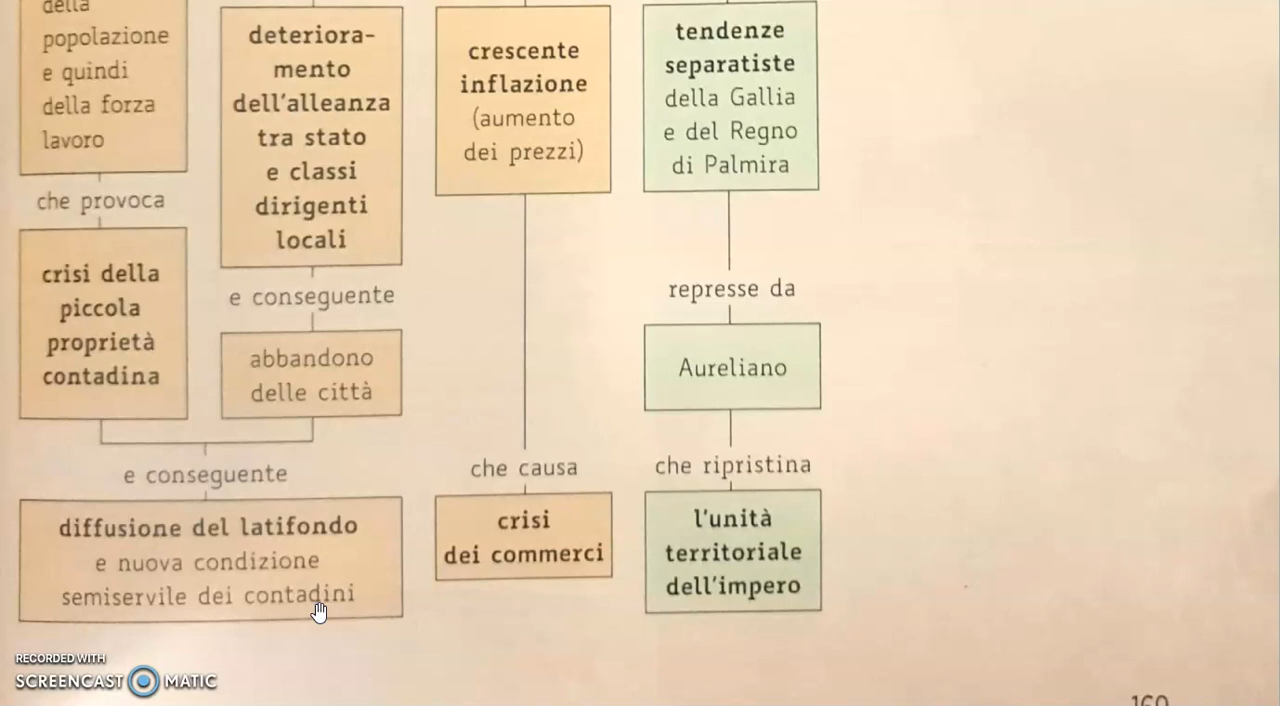 della
popolazione
e quindi
della forza
lavoro
che provoca
crisi della
piccola
proprietà
contadina
deteriora-
mento
dell'alleanza
tra stato
e classi
dirigenti
locali
e conseguente
abbandono
delle città
e conseguente
diffusione del latifondo
e nuova condizione
semiservile dei contadini
crescente
inflazione
(aumento
dei prezzi)
che causa
crisi
dei commerci
tendenze
separatiste
della Gallia
e del Regno
di Palmira
represse da
Aureliano
che ripristina
l'unità
territoriale
dell'impero
RECORDED WITH
SCREENCAST MATIC